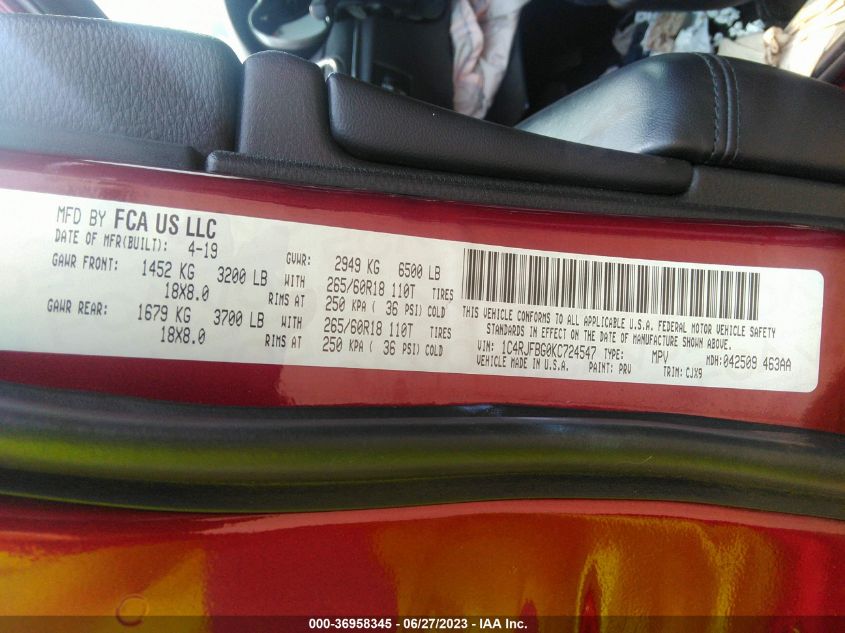 MFD BY FCA US LLC
DATE OF MFR(BUILT): 4-19
GVWR: 2949 KG 6500 LB
GAWR FRONT: 1452 KG 3200 LB WITH 265/60R18 110T TIRES
18X8.0 RIMS AT 250 KPA ( 36 PSI) COLD
GAWR REAR: 1679 KG 3700 LB WITH 265/60R18 110T TIRES
18X8.0 RIMS AT 250 KPA ( 36 PSI) COLD
THIS VEHICLE CONFORMS TO ALL APPLICABLE U.S.A. FEDERAL MOTOR VEHICLE SAFETY
STANDARDS IN EFFECT ON THE DATE OF MANUFACTURE SHOWN ABOVE.
VIN: 1C4RJFBG0KC724547 TYPE: MPV MDH:042509 463AA
VEHICLE MADE IN U.S.A. PAINT: PRV TRIM: CJX9
000-36958345 - 06/27/2023 - IAA Inc.